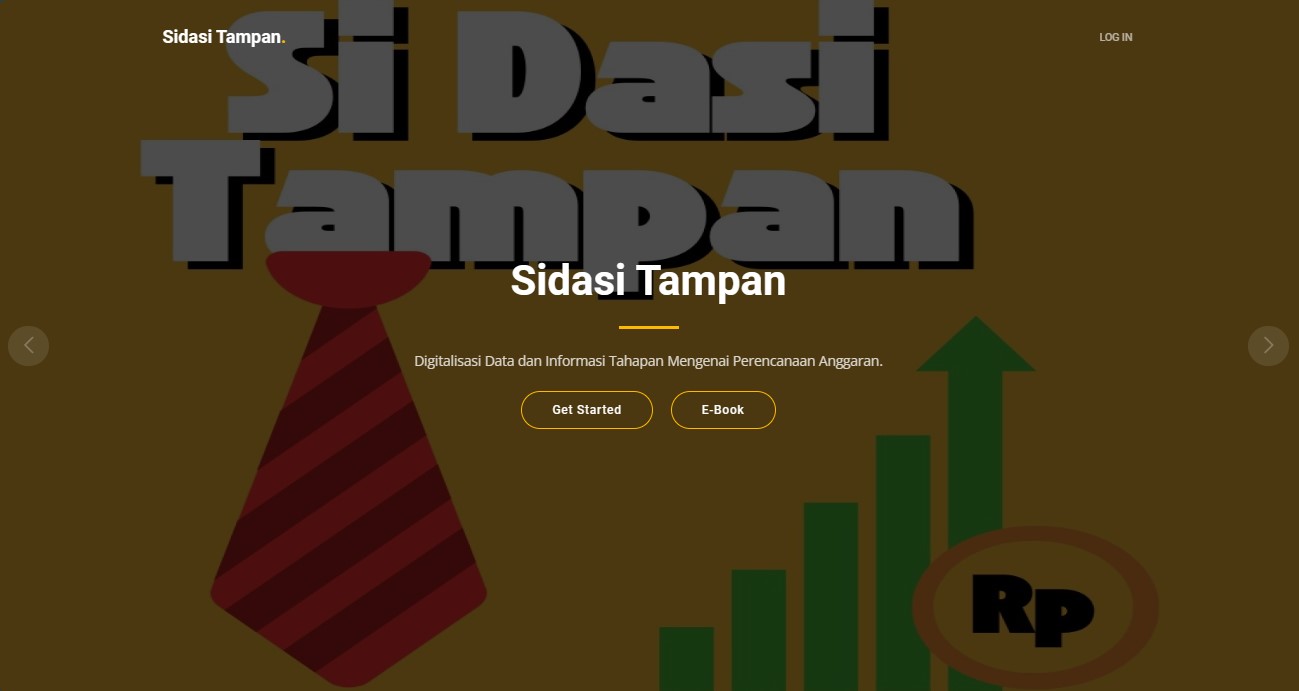 Sidasi Tampan.
LOG IN
Si Dasi
Tampan
Sidasi Tampan
Digitalisasi Data dan Informasi Tahapan Mengenai Perencanaan Anggaran.
Get Started
E-Book
Rp